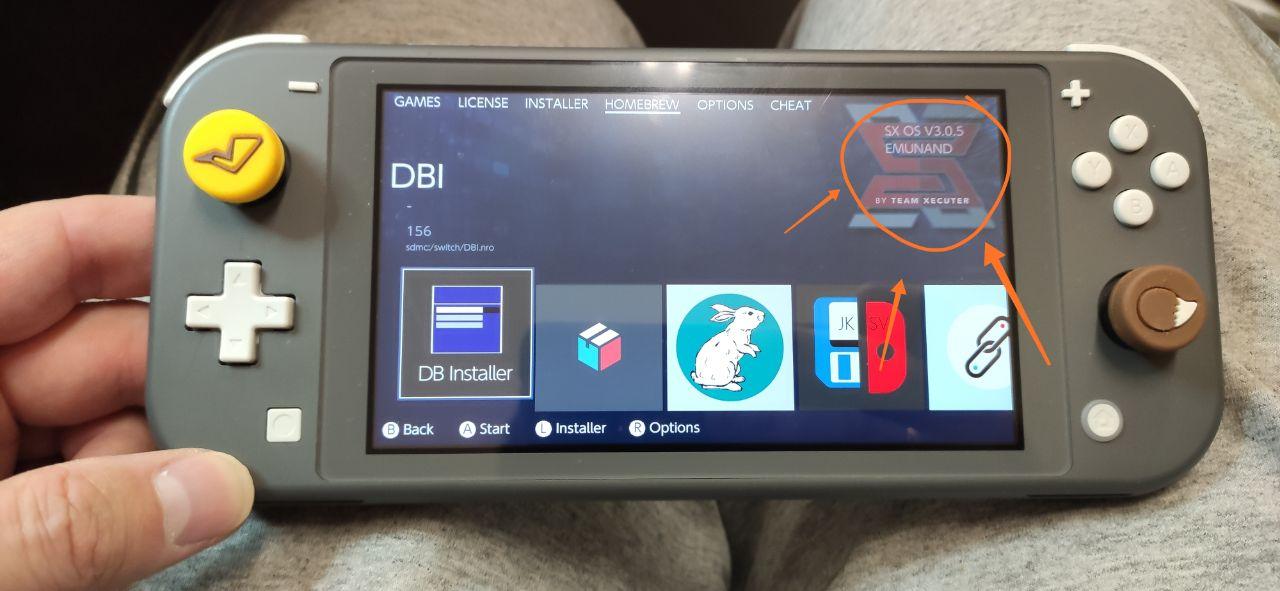 GAMES LICENSE INSTALLER HOMEBREW OPTIONS CHEAT
SX OS V3.0.5
EMUNAND
DBI
-
BY TEAM XECUTER
156
sdmc:/switch/DBI.nro
DB Installer
JK SV
B Back A Start L Installer R Options
X
Y A
B